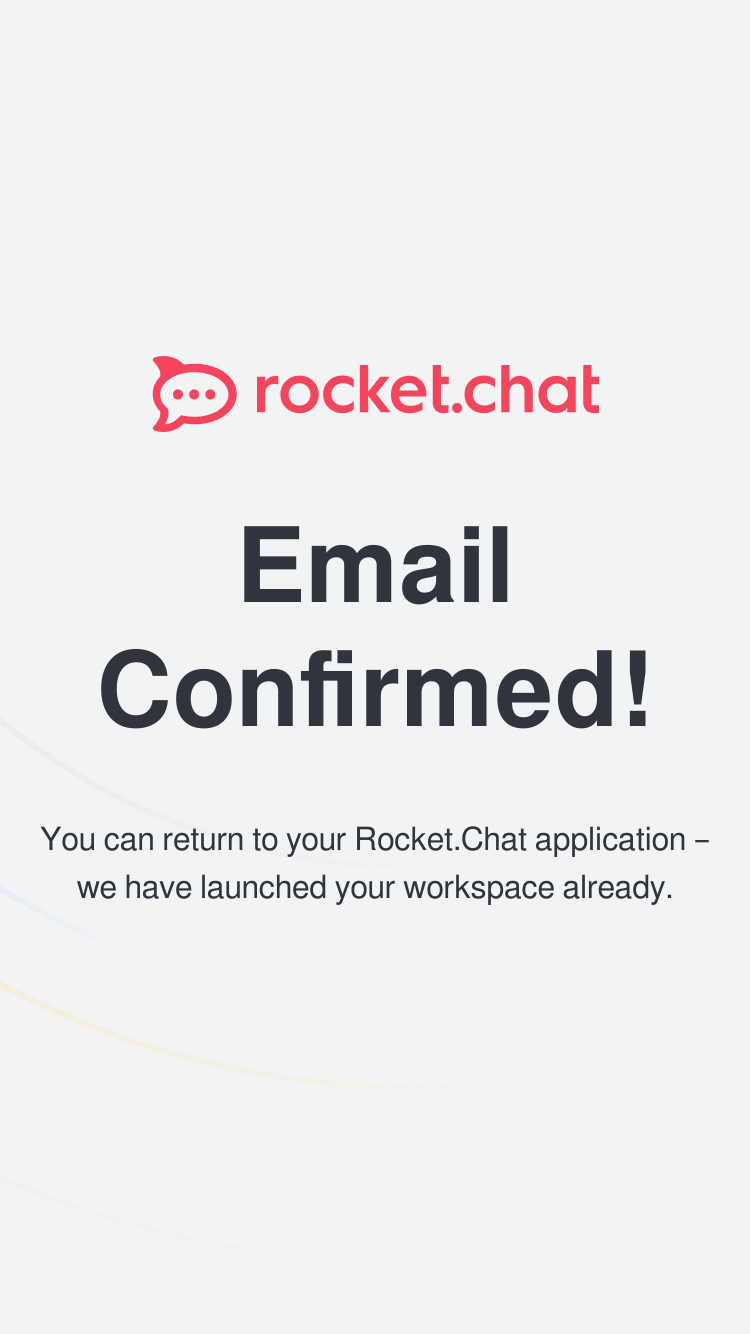 rocket.chat
Email
Confirmed!
You can return to your Rocket.Chat application –
we have launched your workspace already.